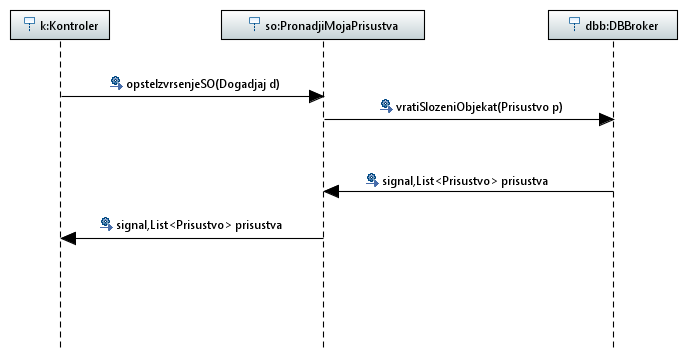 k:Kontroler
so:PronadjiMojaPrisustva
dbb:DBBroker
opsteIzvrsenjeSO(Dogadjaj d)
vratiSlozeniObjekat(Prisustvo p)
signal,List<Prisustvo> prisustva
signal,List<Prisustvo> prisustva